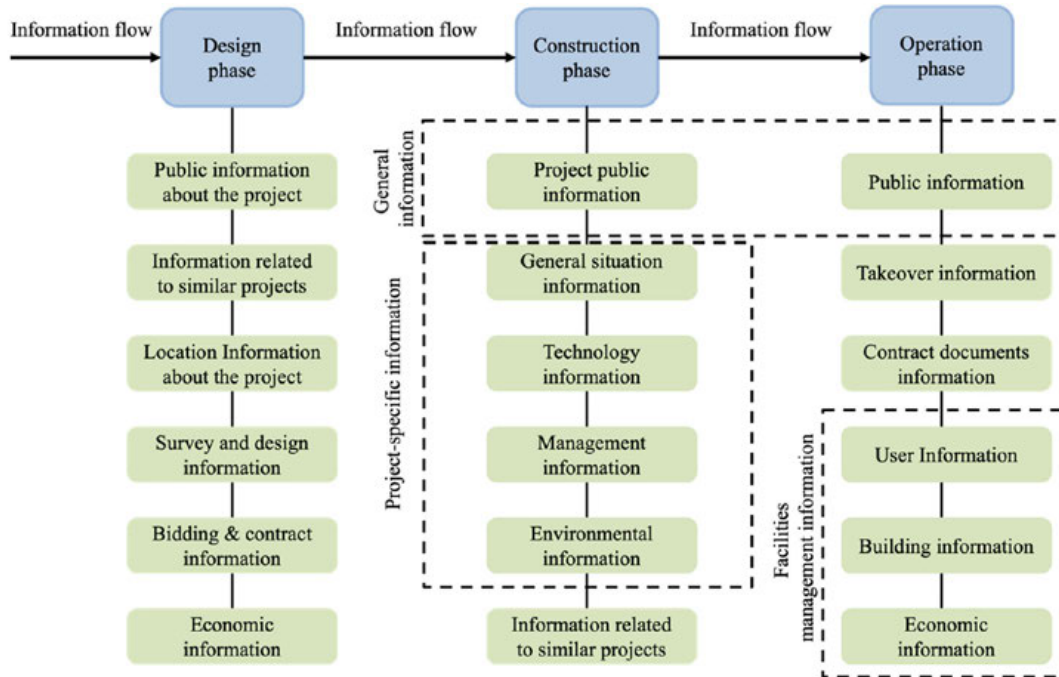 Information flow
Design
phase
Information flow
Construction
phase
Information flow
Operation
phase
General
information
Public information
about the project
Project public
information
Public information
Project-specific information
Information related
to similar projects
General situation
information
Takeover information
Location Information
about the project
Technology
information
Contract documents
information
Facilities
management information
Survey and design
information
Management
information
User Information
Bidding & contract
information
Environmental
information
Building information
Economic
information
Information related
to similar projects
Economic
information